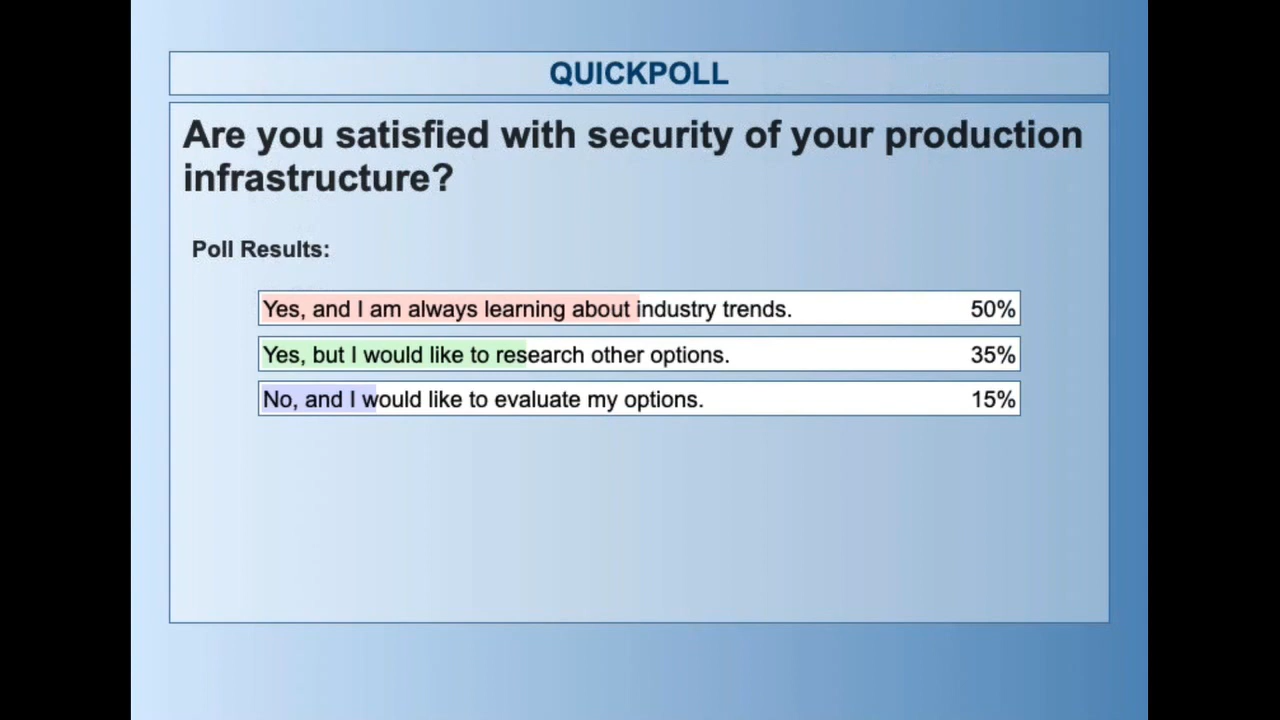 QUICKPOLL
Are you satisfied with security of your production
infrastructure?
Poll Results:
Yes, and I am always learning about industry trends. 50%
Yes, but I would like to research other options. 35%
No, and I would like to evaluate my options. 15%